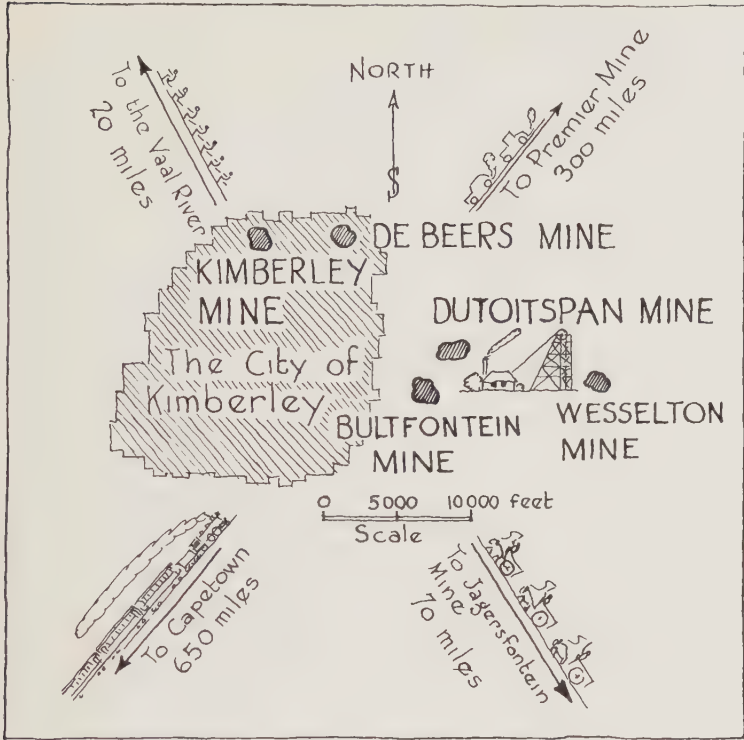 NORTH
To the Vaal River
20 miles
To Premier Mine
300 miles
DE BEERS MINE
KIMBERLEY
MINE
DUTOITSPAN MINE
The City of
Kimberley
BULTFONTEIN
MINE
WESSELTON
MINE
0 5000 10000 feet
Scale
To Capetown
650 miles
To Jagersfontein
Mine
70 miles